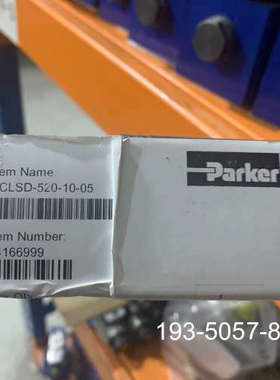 em Name
CLSD-520-10-05
em Number:
166999
Parker
193-5057-8